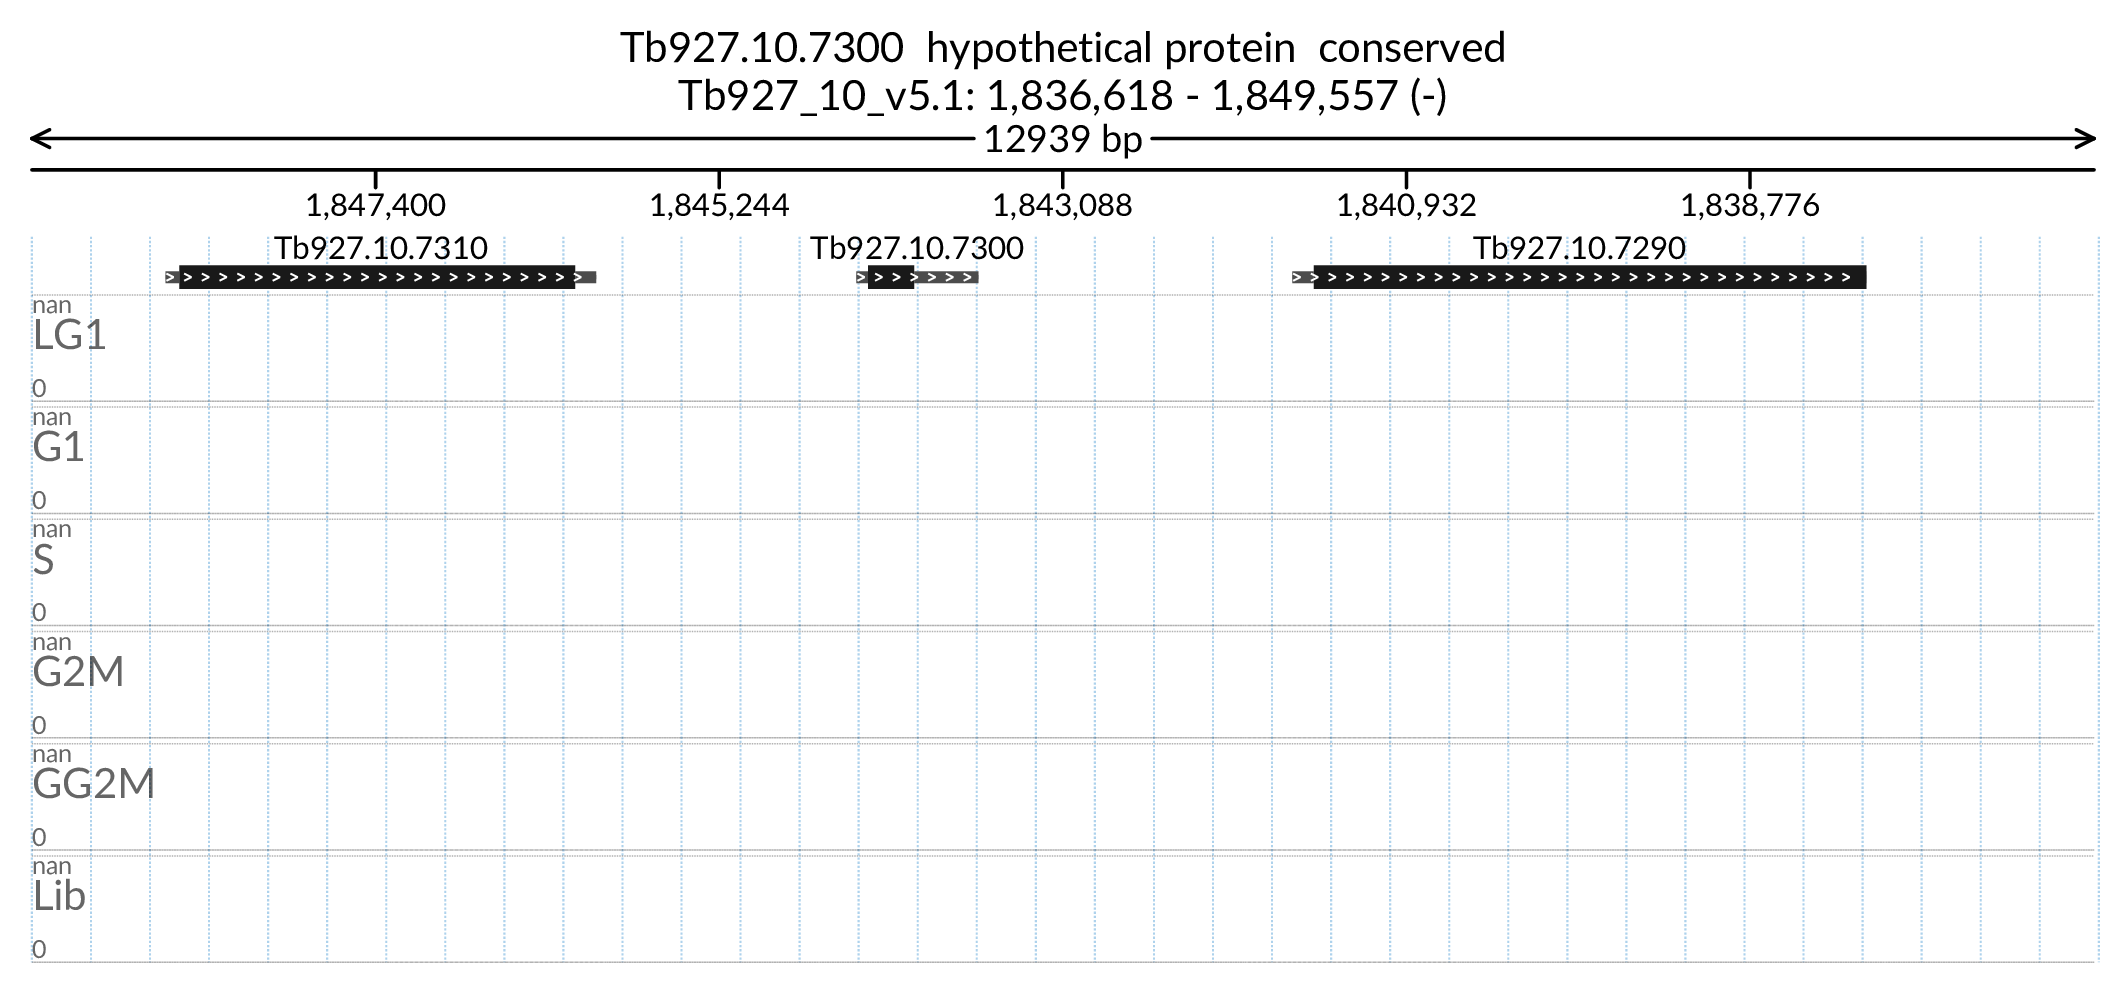 Tb927.10.7300  hypothetical protein  conserved
Tb927_10_v5.1: 1,836,618 - 1,849,557 (-)
12939 bp
1,847,400 1,845,244 1,843,088 1,840,932 1,838,776
Tb927.10.7310 Tb927.10.7300 Tb927.10.7290
nan
LG1
0
nan
G1
0
nan
S
0
nan
G2M
0
nan
GG2M
0
nan
Lib
0